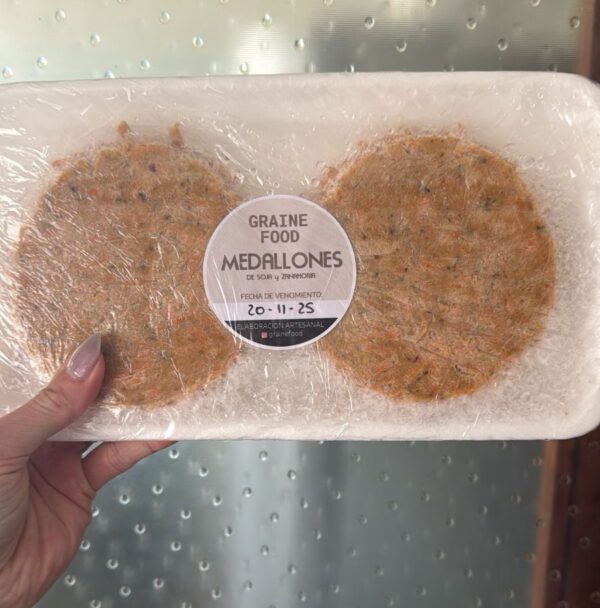 GRAINE
FOOD
MEDALLONES
DE SOJA y ZANAHORIA
FECHA DE VENCIMIENTO:
20-11-25
ELABORACIÓN ARTESANAL
grainefood